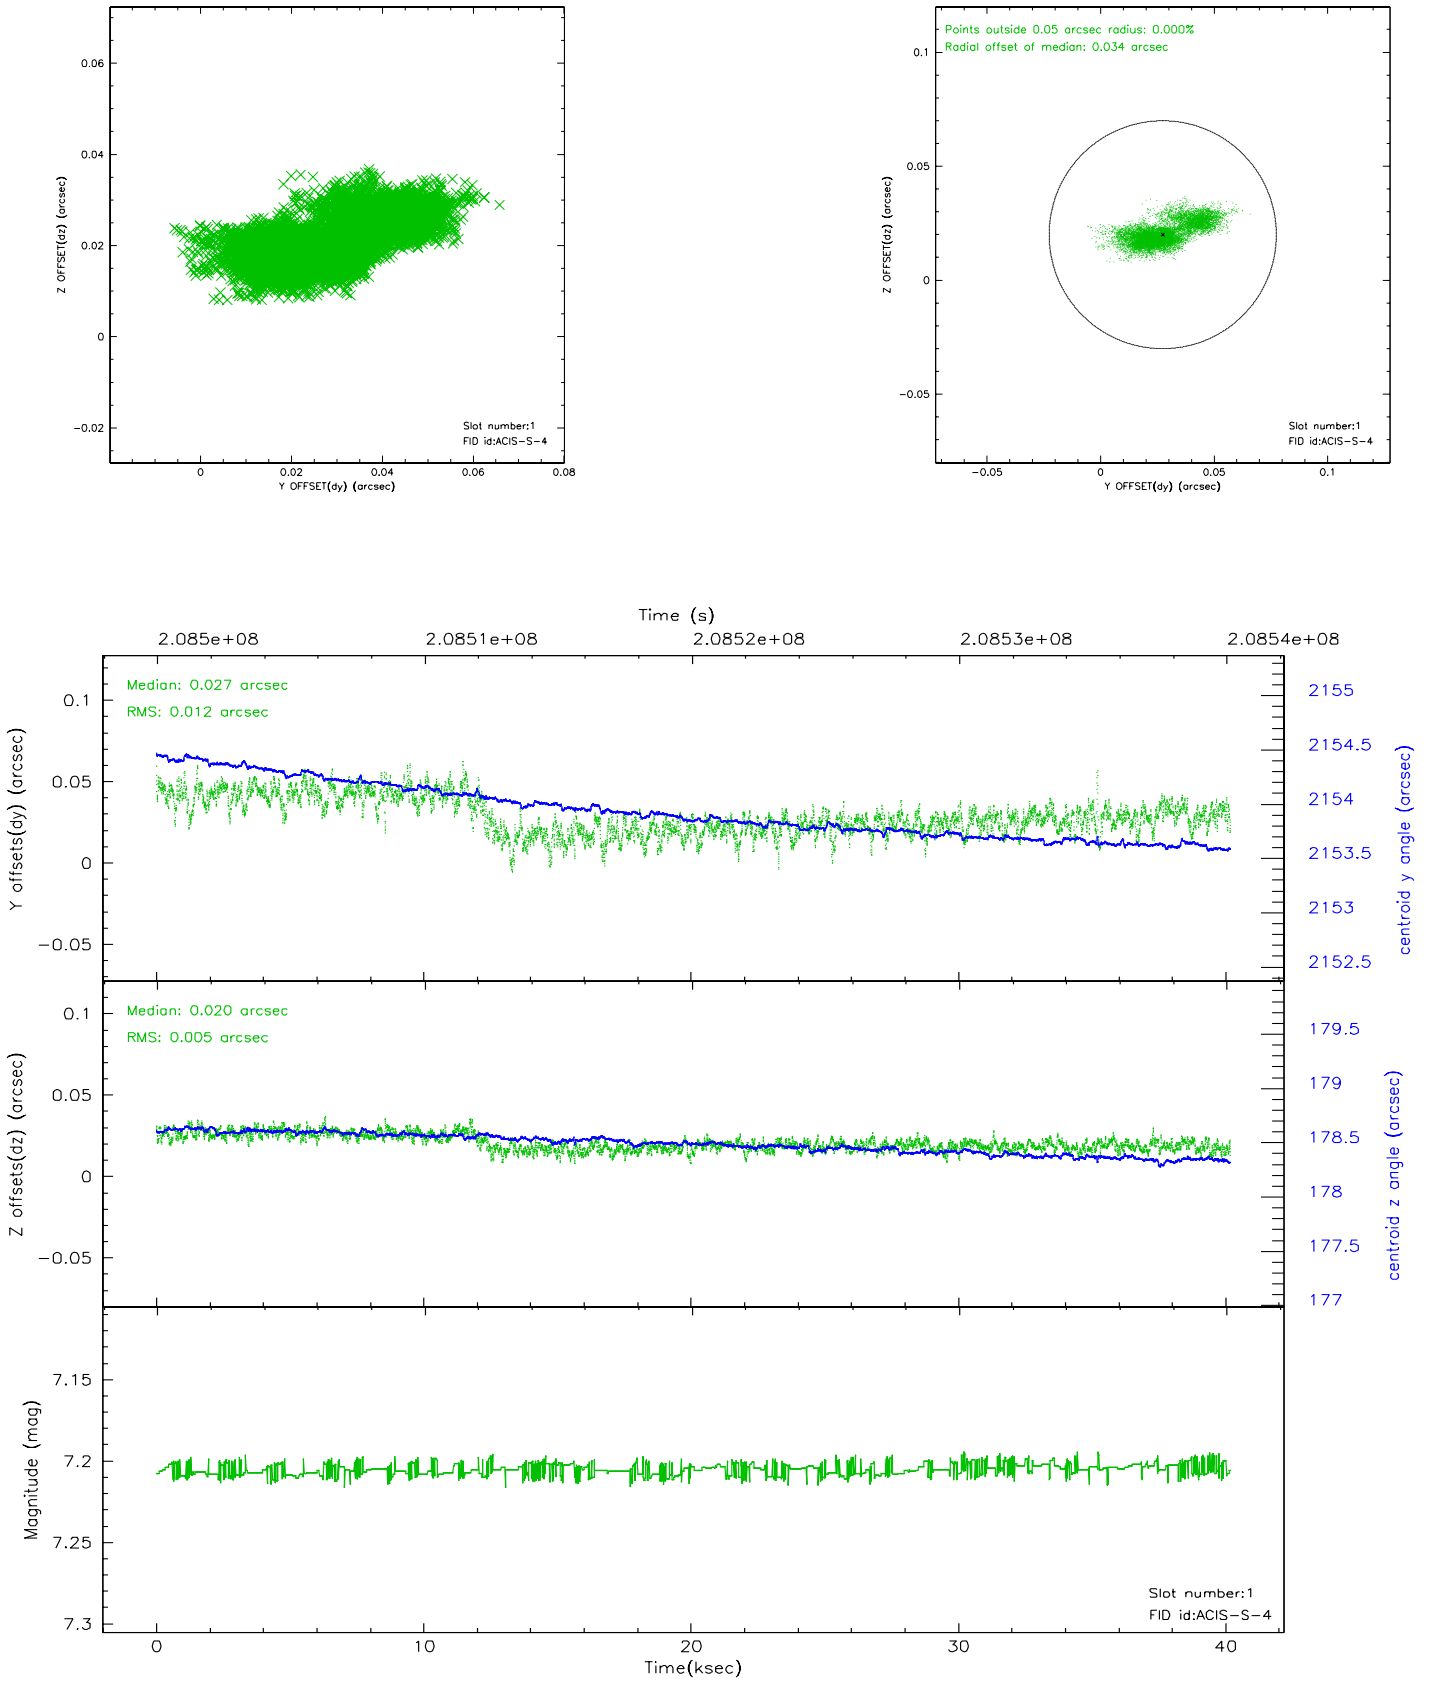 0.06
0.04
0.02
0
−0.02
Z OFFSET(dz) (arcsec)
Slot number:1
FID id:ACIS−S−4
0 0.02 0.04 0.06 0.08
Y OFFSET(dy) (arcsec)
Points outside 0.05 arcsec radius: 0.000%
Radial offset of median: 0.034 arcsec
0.1
0.05
0
−0.05
Z OFFSET(dz) (arcsec)
Slot number:1
FID id:ACIS−S−4
−0.05 0 0.05 0.1
Y OFFSET(dy) (arcsec)
Time (s)
2.085e+08 2.0851e+08 2.0852e+08 2.0853e+08 2.0854e+08
Median: 0.027 arcsec
RMS: 0.012 arcsec
0.1
0.05
0
−0.05
Y offsets(dy) (arcsec)
2155
2154.5
2154
2153.5
2153
2152.5
centroid y angle (arcsec)
Median: 0.020 arcsec
RMS: 0.005 arcsec
0.1
0.05
0
−0.05
Z offsets(dz) (arcsec)
179.5
179
178.5
178
177.5
177
centroid z angle (arcsec)
7.15
7.2
7.25
7.3
Magnitude (mag)
Slot number:1
FID id:ACIS−S−4
0 10 20 30 40
Time(ksec)